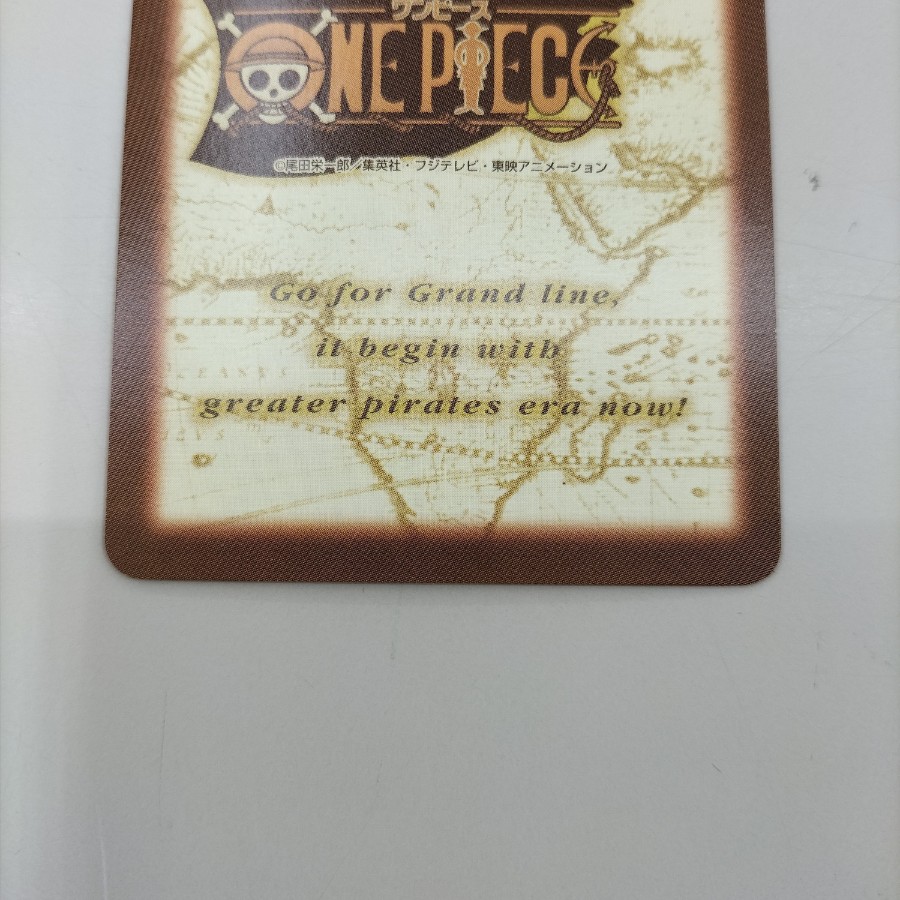 ワンピース
ONE PIECE
©尾田栄一郎／集英社・フジテレビ・東映アニメーション
Go for Grand line,
it begin with
greater pirates era now!